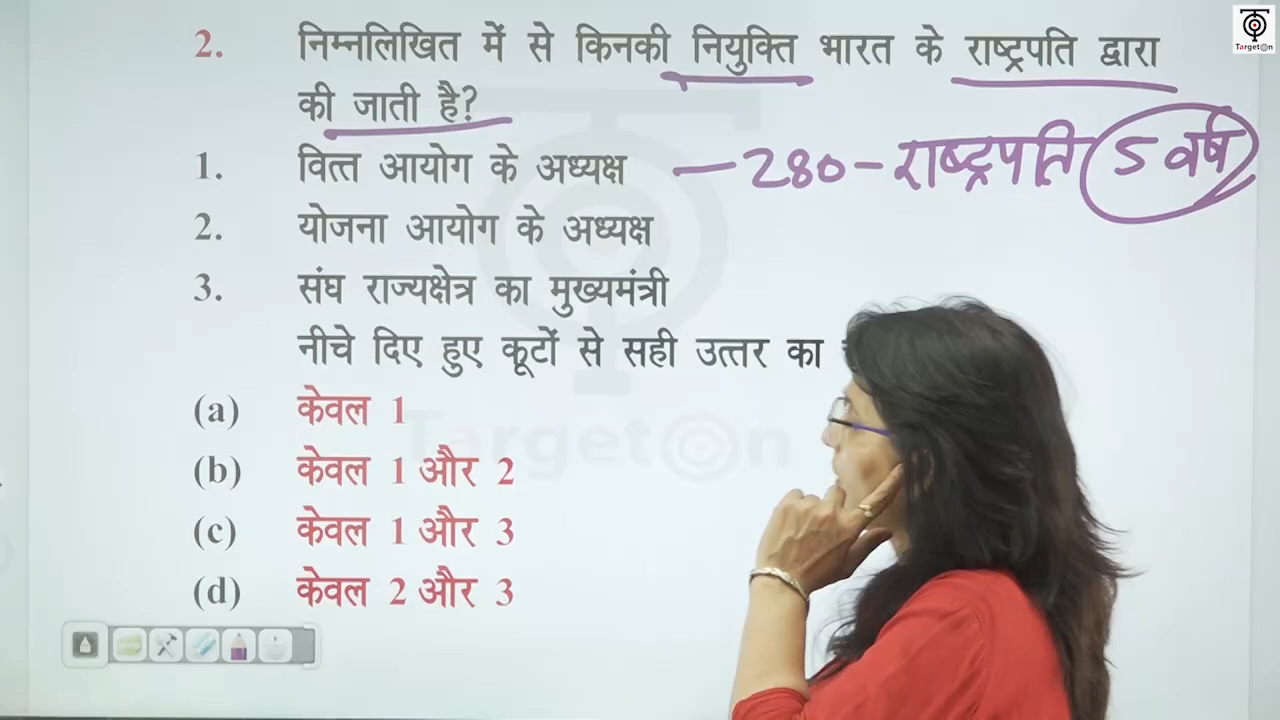 TargetOn
2. निम्नलिखित में से किनकी नियुक्ति भारत के राष्ट्रपति द्वारा
की जाती है?
1. वित्त आयोग के अध्यक्ष – 280 – राष्ट्रपति 5 वर्ष
2. योजना आयोग के अध्यक्ष
3. संघ राज्यक्षेत्र का मुख्यमंत्री
नीचे दिए हुए कूटों से सही उत्तर का
(a) केवल 1
TargetOn
(b) केवल 1 और 2
(c) केवल 1 और 3
(d) केवल 2 और 3